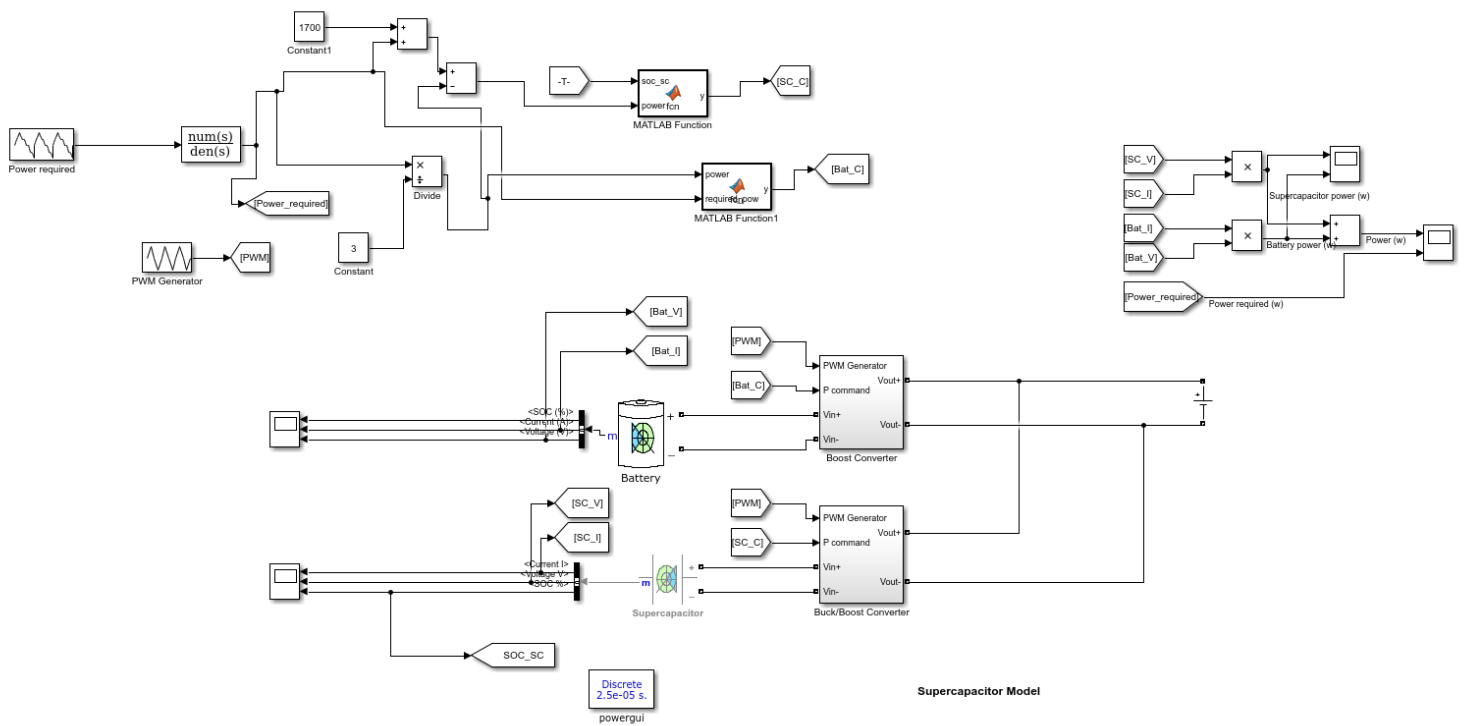 1700
Constant1
+
+
+
−
-T-
soc_sc
power
fcn
y
MATLAB Function
[SC_C]
Power required
num(s)
den(s)
[Power_required]
×
÷
Divide
power
y
MATLAB Function1
[Bat_C]
3
Constant
PWM Generator
[PWM]
[SC_V]
[SC_I]
×
Supercapacitor power (w)
[Bat_I]
[Bat_V]
×
Battery power (w)
+
+
Power (w)
[Power_required]
Power required (w)
[Bat_V]
[Bat_I]
<SOC (%)>
<Current (A)>
<Voltage (V)>
m
+
−
Battery
[PWM]
[Bat_C]
PWM Generator
P command
Vin+
Vin-
Vout+
Vout-
Boost Converter
+
[SC_V]
[SC_I]
<Current I>
<Voltage V>
<SOC %>
m
+
−
Supercapacitor
[PWM]
[SC_C]
PWM Generator
P command
Vin+
Vin-
Vout+
Vout-
Buck/Boost Converter
SOC_SC
Discrete
2.5e-05 s.
powergui
Supercapacitor Model